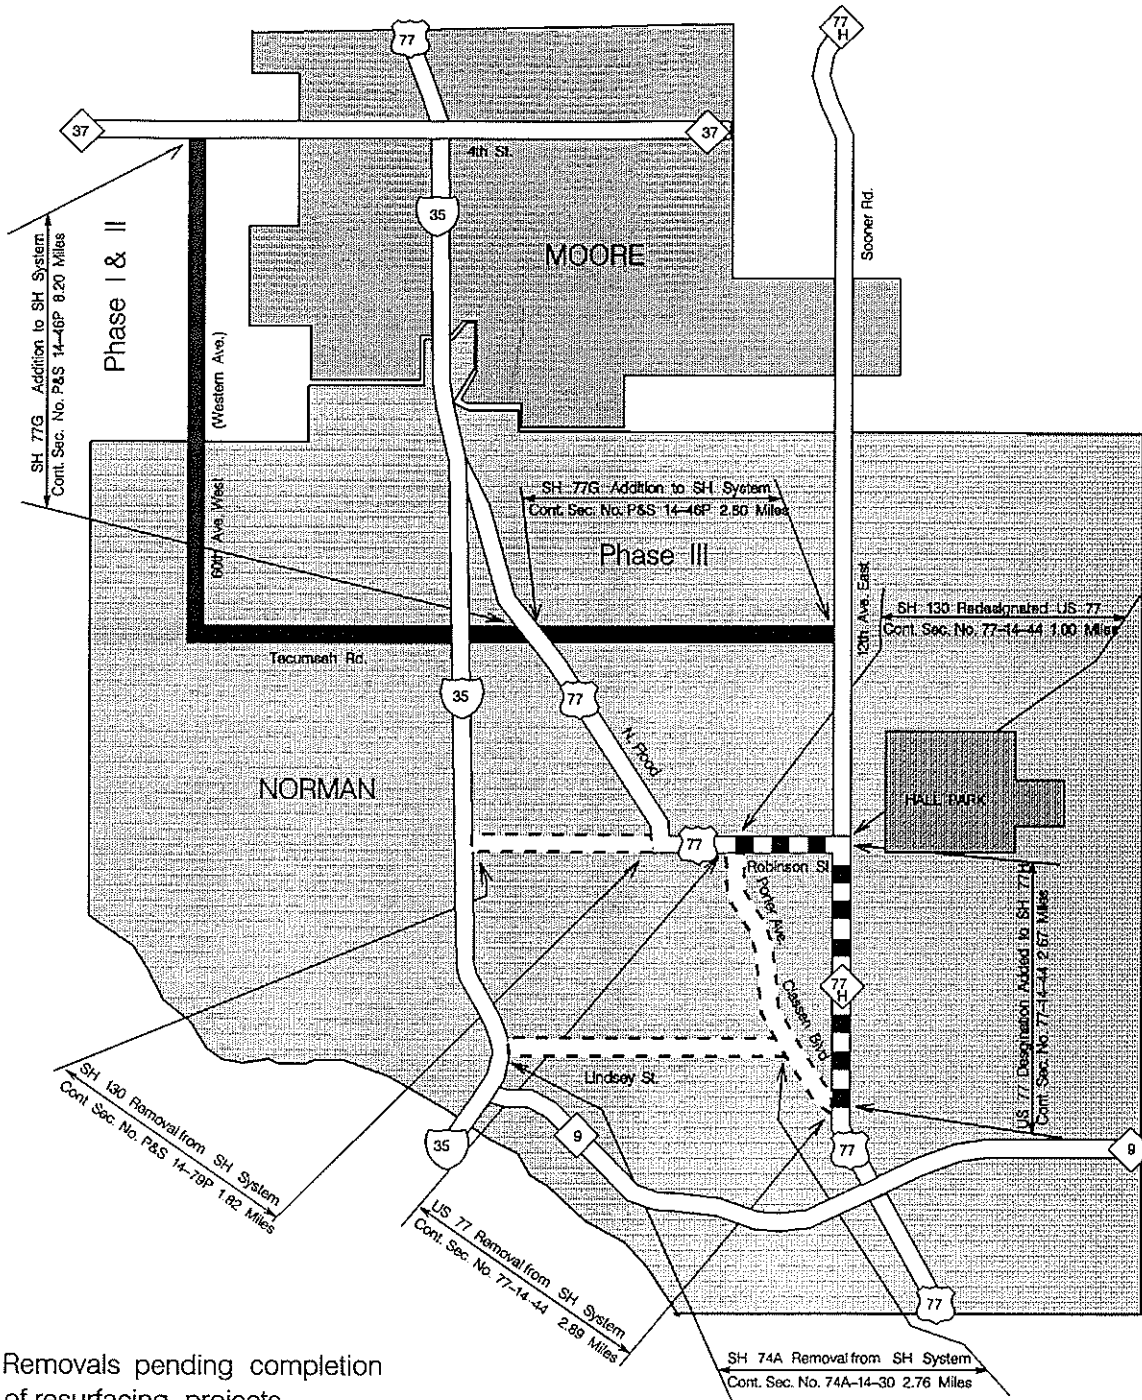 77
77
H
37
37
4th St.
35
MOORE
Sooner Rd.
SH 77G Addition to SH System
Cont. Sec. No. P&S 14-46P 8.20 Miles
Phase I & II
(Western Ave.)
60th Ave. West
SH 77G Addition to SH System
Cont. Sec. No. P&S 14-46P 2.80 Miles
Phase III
12th Ave. East
SH 130 Redesignated US 77
Cont. Sec. No. 77-14-44 1.00 Miles
Tecumseh Rd.
35
77
N. Flood
NORMAN
HALL PARK
77
Robinson St.
Porter Ave.
Classen Blvd.
77
H
US 77 Designation Added to SH 77H
Cont. Sec. No. 77-14-44 2.67 Miles
Lindsey St.
SH 130 Removal from SH System
Cont. Sec. No. P&S 14-79P 1.82 Miles
35
9
77
9
US 77 Removal from SH System
Cont. Sec. No. 77-14-44 2.89 Miles
77
SH 74A Removal from SH System
Cont. Sec. No. 74A-14-30 2.76 Miles
Removals pending completion
of resurfacing projects